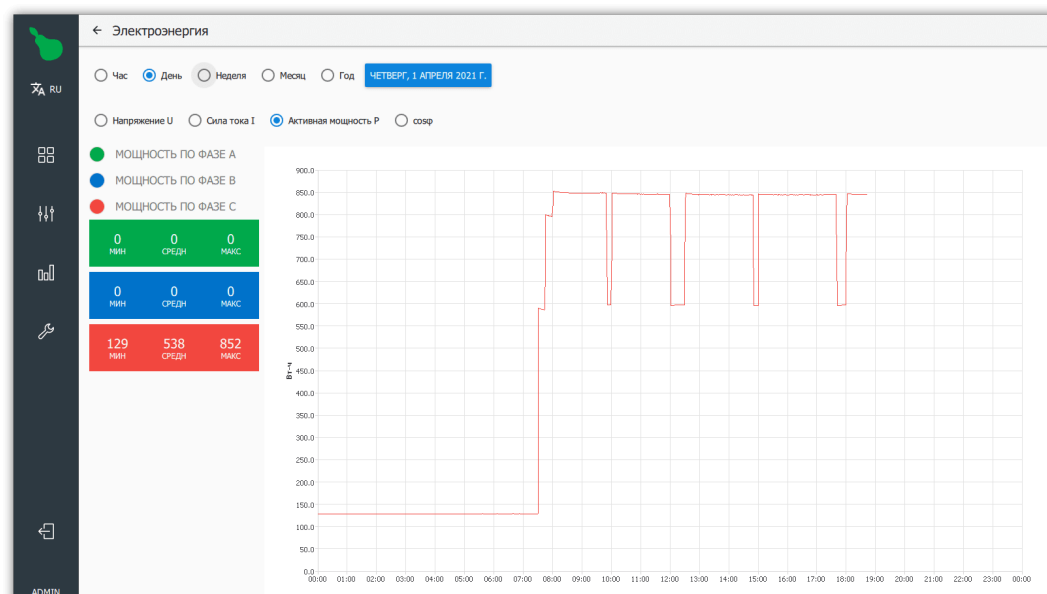 ← Электроэнергия
RU
Час День Неделя Месяц Год ЧЕТВЕРГ, 1 АПРЕЛЯ 2021 Г.
Напряжение U Сила тока I Активная мощность P cosφ
МОЩНОСТЬ ПО ФАЗЕ A
МОЩНОСТЬ ПО ФАЗЕ B
МОЩНОСТЬ ПО ФАЗЕ C
0 0 0
МИН СРЕДН МАКС
0 0 0
МИН СРЕДН МАКС
129 538 852
МИН СРЕДН МАКС
Вт-ч
900.0
850.0
800.0
750.0
700.0
650.0
600.0
550.0
500.0
450.0
400.0
350.0
300.0
250.0
200.0
150.0
100.0
50.0
0.0
00:00 01:00 02:00 03:00 04:00 05:00 06:00 07:00 08:00 09:00 10:00 11:00 12:00 13:00 14:00 15:00 16:00 17:00 18:00 19:00 20:00 21:00 22:00 23:00 00:00
ADMIN